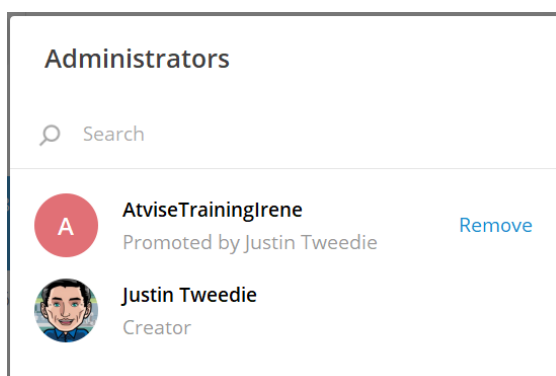 Administrators
Search
A
AtviseTrainingIrene
Remove
Promoted by Justin Tweedie
Justin Tweedie
Creator